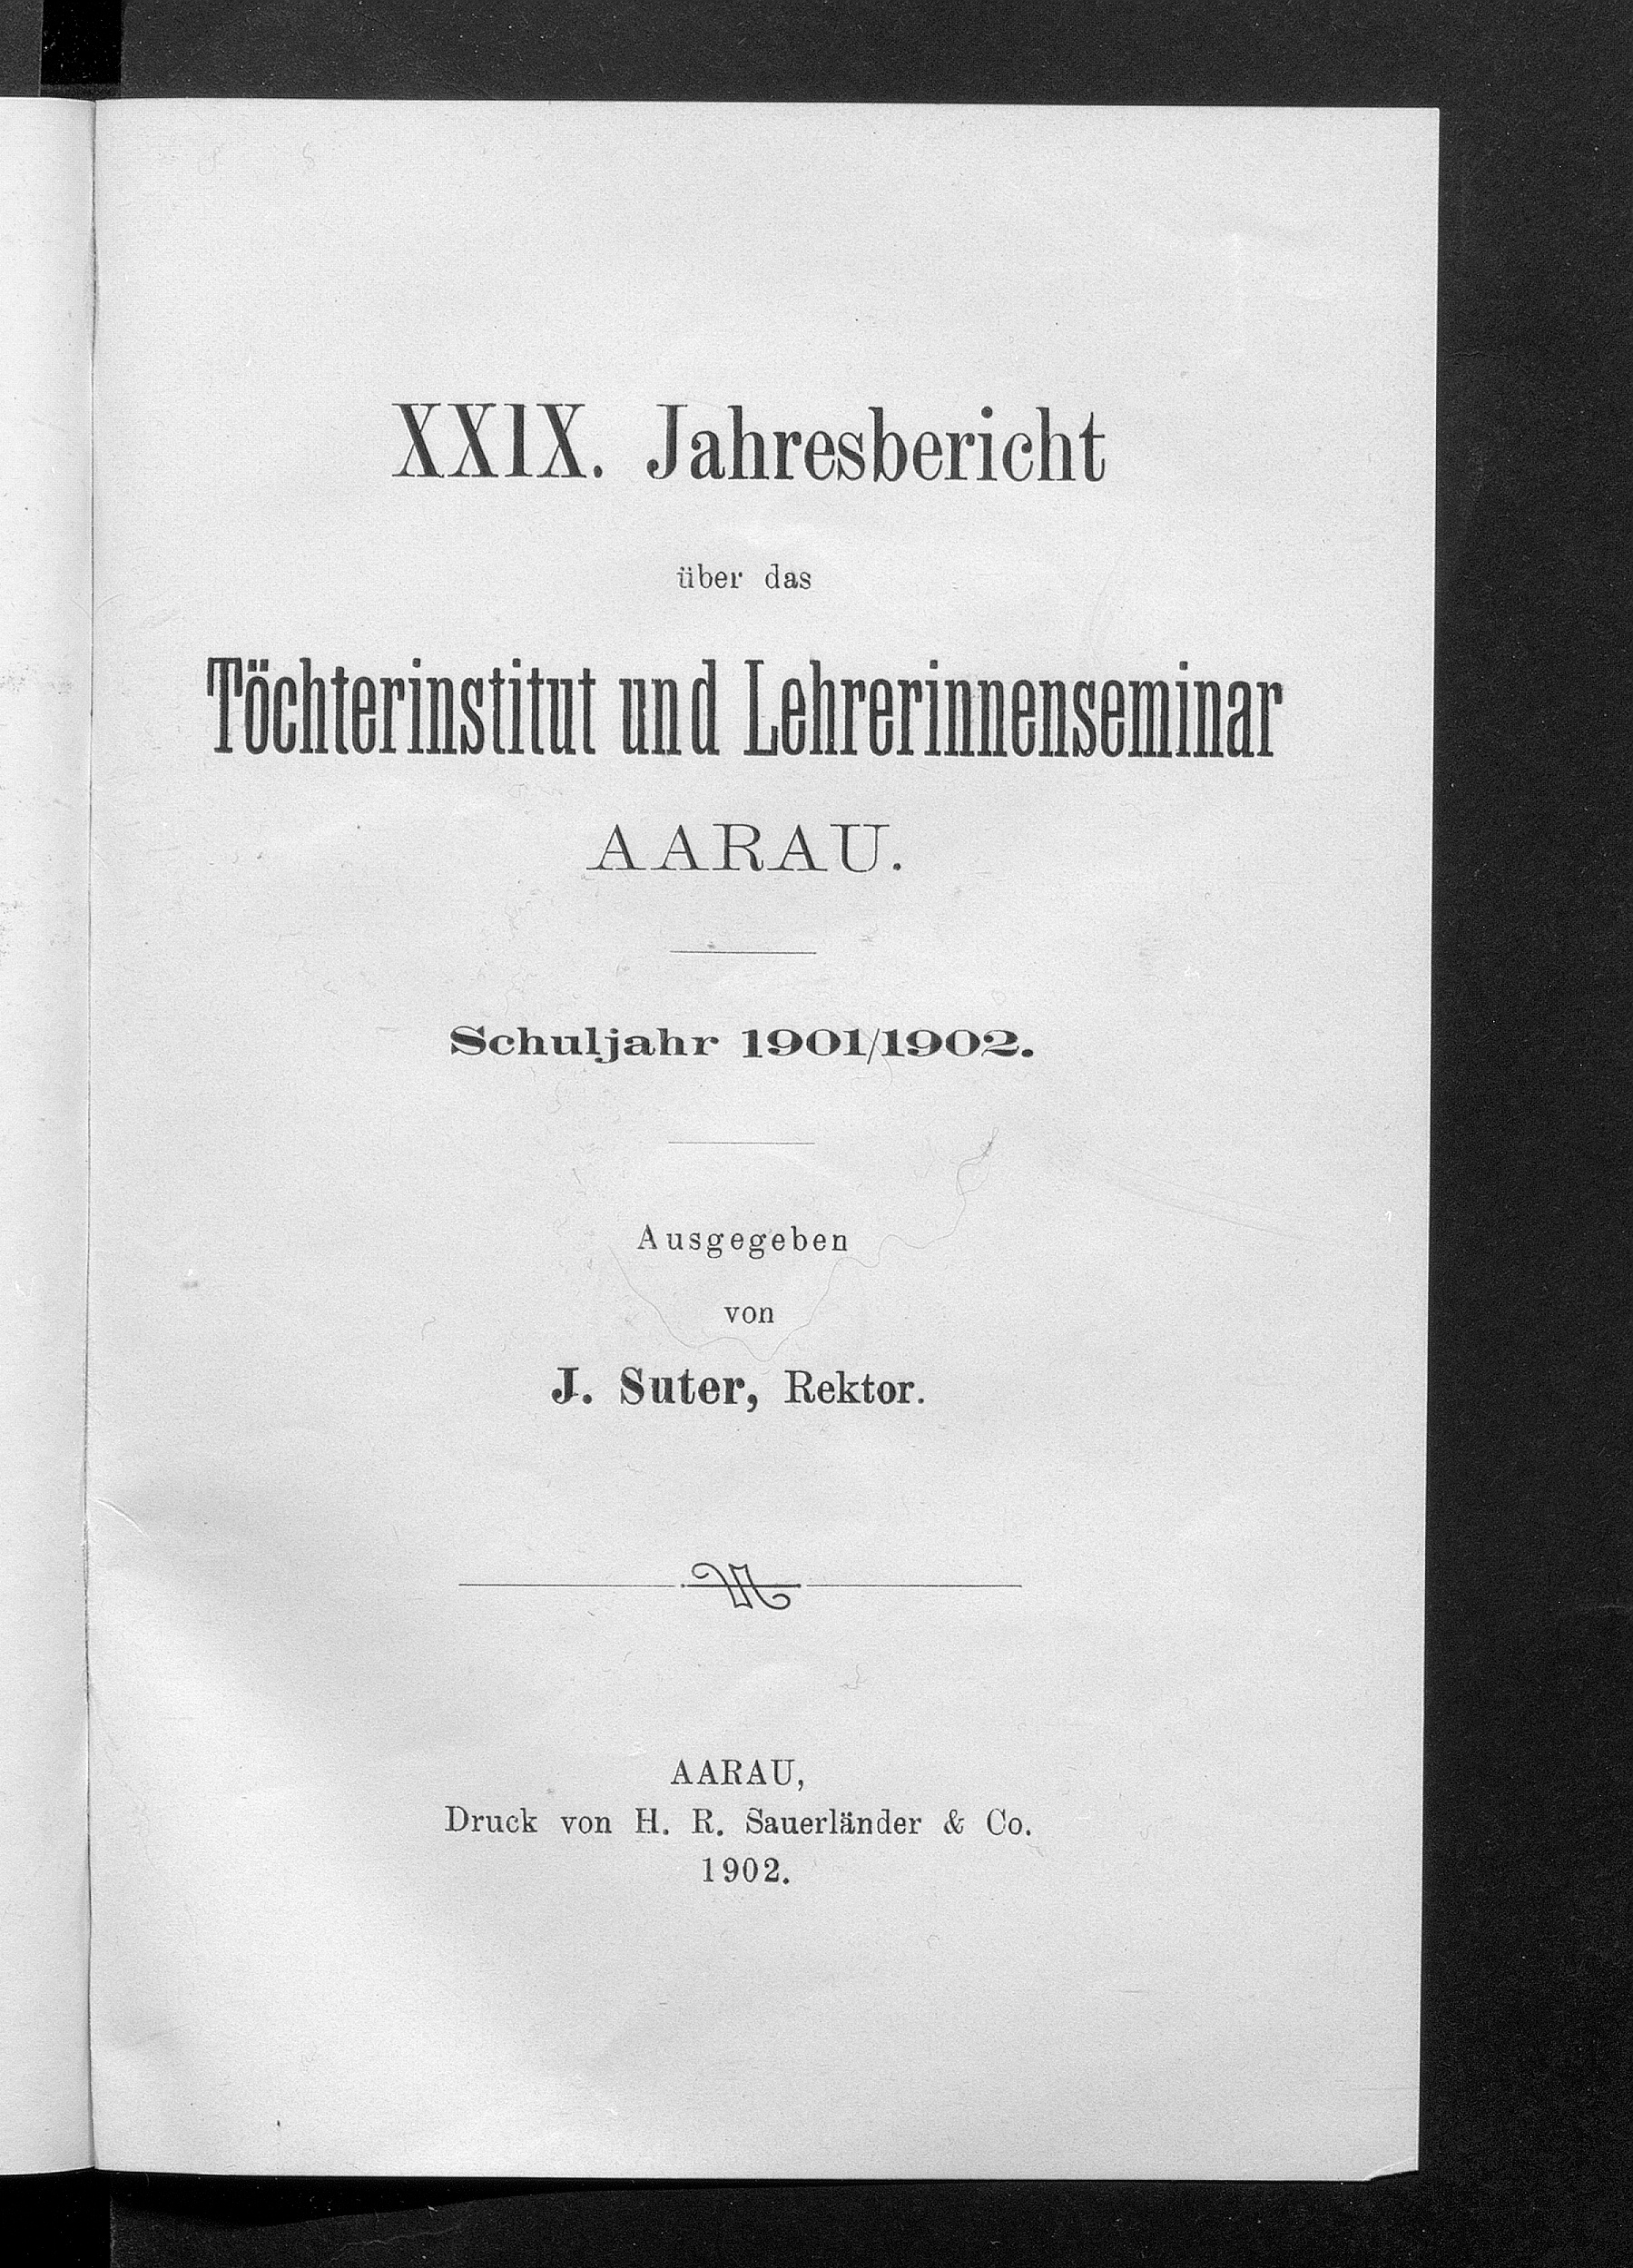 XXIX. Jahresbericht
über das
Töchterinstitut und Lehrerinnenseminar
AARAU.
Schuljahr 1901/1902.
Ausgegeben
von
J. Suter, Rektor.
AARAU,
Druck von H. R. Sauerländer & Co.
1902.